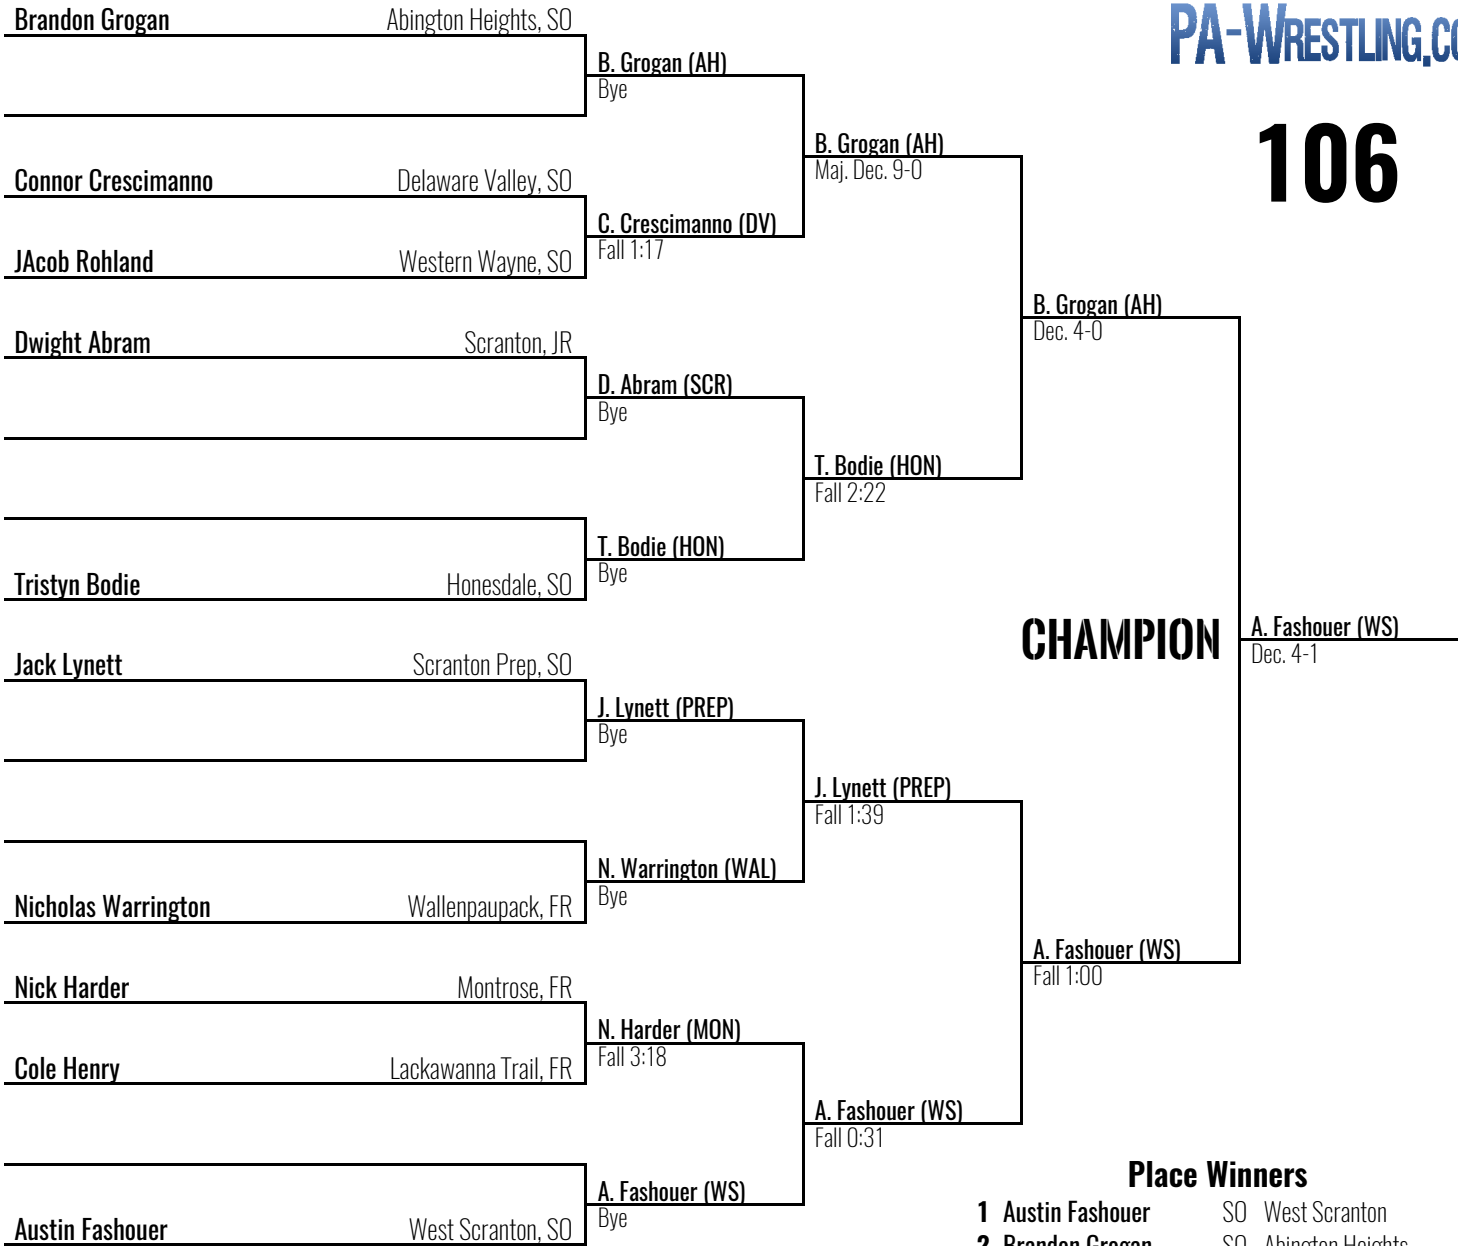 Brandon Grogan Abington Heights, SO
PA-WRESTLING.CO
B. Grogan (AH)
Bye
106
B. Grogan (AH)
Maj. Dec. 9-0
Connor Crescimanno Delaware Valley, SO
C. Crescimanno (DV)
Fall 1:17
JAcob Rohland Western Wayne, SO
B. Grogan (AH)
Dec. 4-0
Dwight Abram Scranton, JR
D. Abram (SCR)
Bye
T. Bodie (HON)
Fall 2:22
T. Bodie (HON)
Bye
Tristyn Bodie Honesdale, SO
CHAMPION
A. Fashouer (WS)
Dec. 4-1
Jack Lynett Scranton Prep, SO
J. Lynett (PREP)
Bye
J. Lynett (PREP)
Fall 1:39
N. Warrington (WAL)
Bye
Nicholas Warrington Wallenpaupack, FR
A. Fashouer (WS)
Fall 1:00
Nick Harder Montrose, FR
N. Harder (MON)
Fall 3:18
Cole Henry Lackawanna Trail, FR
A. Fashouer (WS)
Fall 0:31
Place Winners
A. Fashouer (WS)
Bye
1 Austin Fashouer SO West Scranton
Austin Fashouer West Scranton, SO
2 Brandon Grogan SO Abington Heights